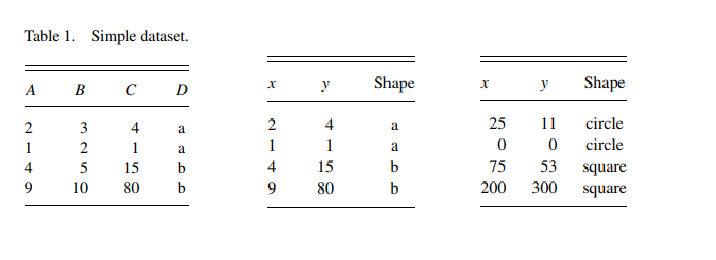 Table 1. Simple dataset.
A B C D
2 3 4 a
1 2 1 a
4 5 15 b
9 10 80 b
x y Shape
2 4 a
1 1 a
4 15 b
9 80 b
x y Shape
25 11 circle
0 0 circle
75 53 square
200 300 square